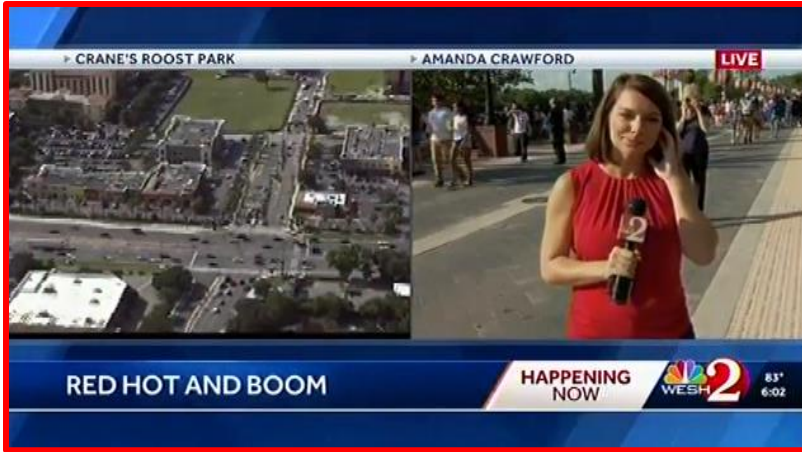 CRANE'S ROOST PARK
AMANDA CRAWFORD
LIVE
2
RED HOT AND BOOM
HAPPENING
NOW
WESH 2
83°
6:02